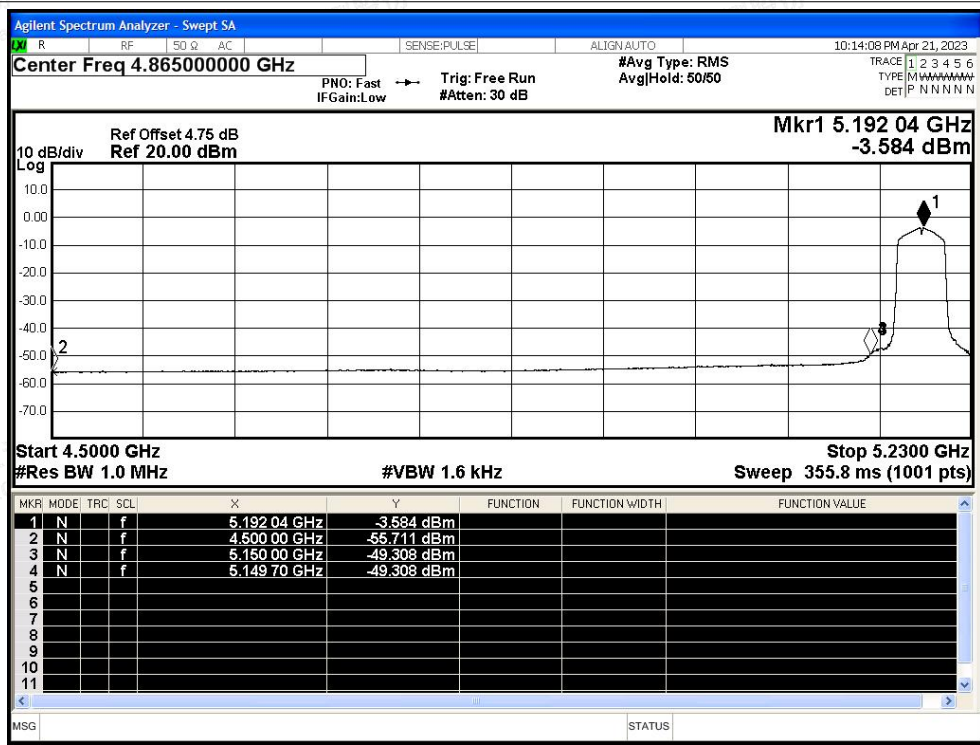 Agilent Spectrum Analyzer - Swept SA
LXI R RF 50 Ω AC SENSE:PULSE ALIGN AUTO 10:14:08 PM Apr 21, 2023
Center Freq 4.865000000 GHz
PNO: Fast
IFGain:Low
Trig: Free Run
#Atten: 30 dB
#Avg Type: RMS
Avg|Hold: 50/50
TRACE 1 2 3 4 5 6
TYPE M WWWWW
DET P N N N N N
Ref Offset 4.75 dB
Ref 20.00 dBm
10 dB/div
Log
Mkr1 5.192 04 GHz
-3.584 dBm
10.0
0.00
-10.0
-20.0
-30.0
-40.0
-50.0
-60.0
-70.0
1
2
3
Start 4.5000 GHz
Stop 5.2300 GHz
#Res BW 1.0 MHz
#VBW 1.6 kHz
Sweep 355.8 ms (1001 pts)
MKR MODE TRC SCL X Y FUNCTION FUNCTION WIDTH FUNCTION VALUE
1 N f 5.192 04 GHz -3.584 dBm
2 N f 4.500 00 GHz -55.711 dBm
3 N f 5.150 00 GHz -49.308 dBm
4 N f 5.149 70 GHz -49.308 dBm
5
6
7
8
9
10
11
MSG
STATUS